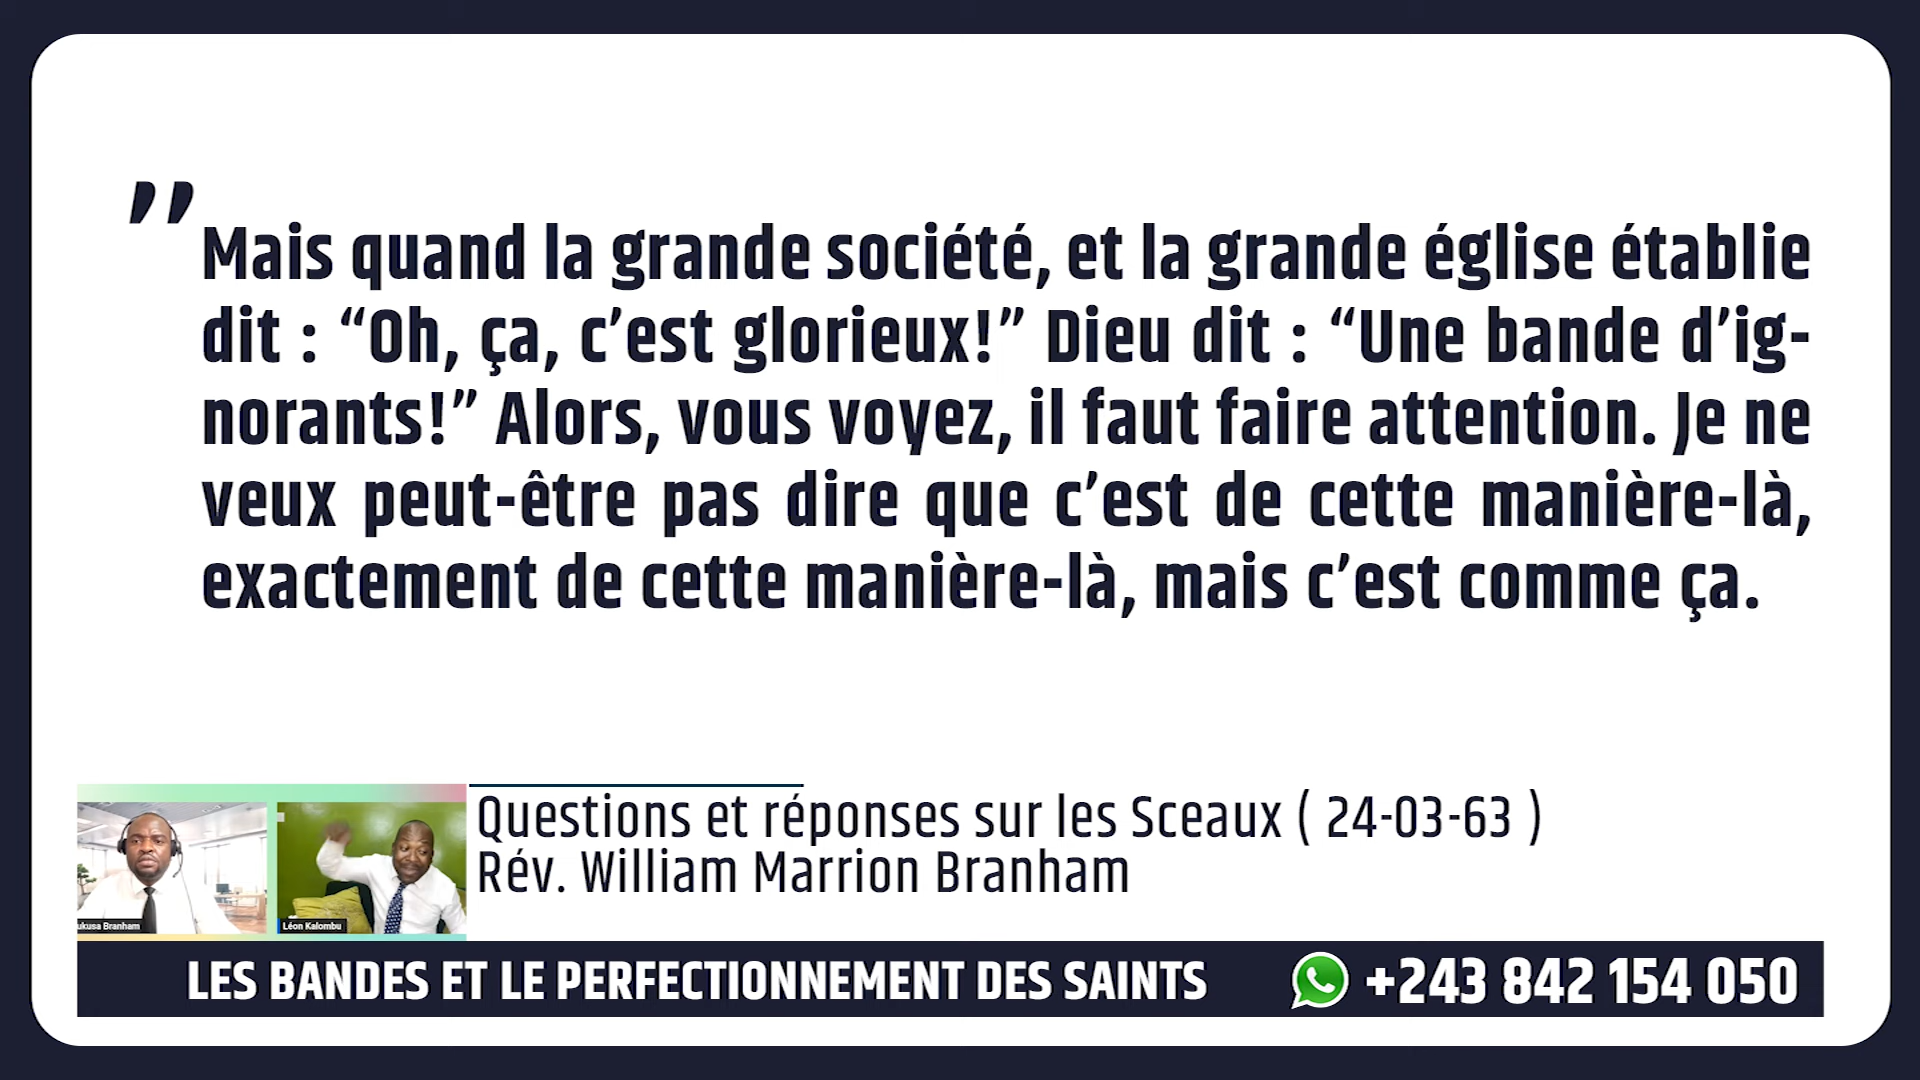 ” Mais quand la grande société, et la grande église établie
dit : “Oh, ça, c’est glorieux!” Dieu dit : “Une bande d’ig-
norants!” Alors, vous voyez, il faut faire attention. Je ne
veux peut-être pas dire que c’est de cette manière-là,
exactement de cette manière-là, mais c’est comme ça.
Questions et réponses sur les Sceaux ( 24-03-63 )
Rév. William Marrion Branham
ukusa Branham
Léon Kalombu
LES BANDES ET LE PERFECTIONNEMENT DES SAINTS
+243 842 154 050